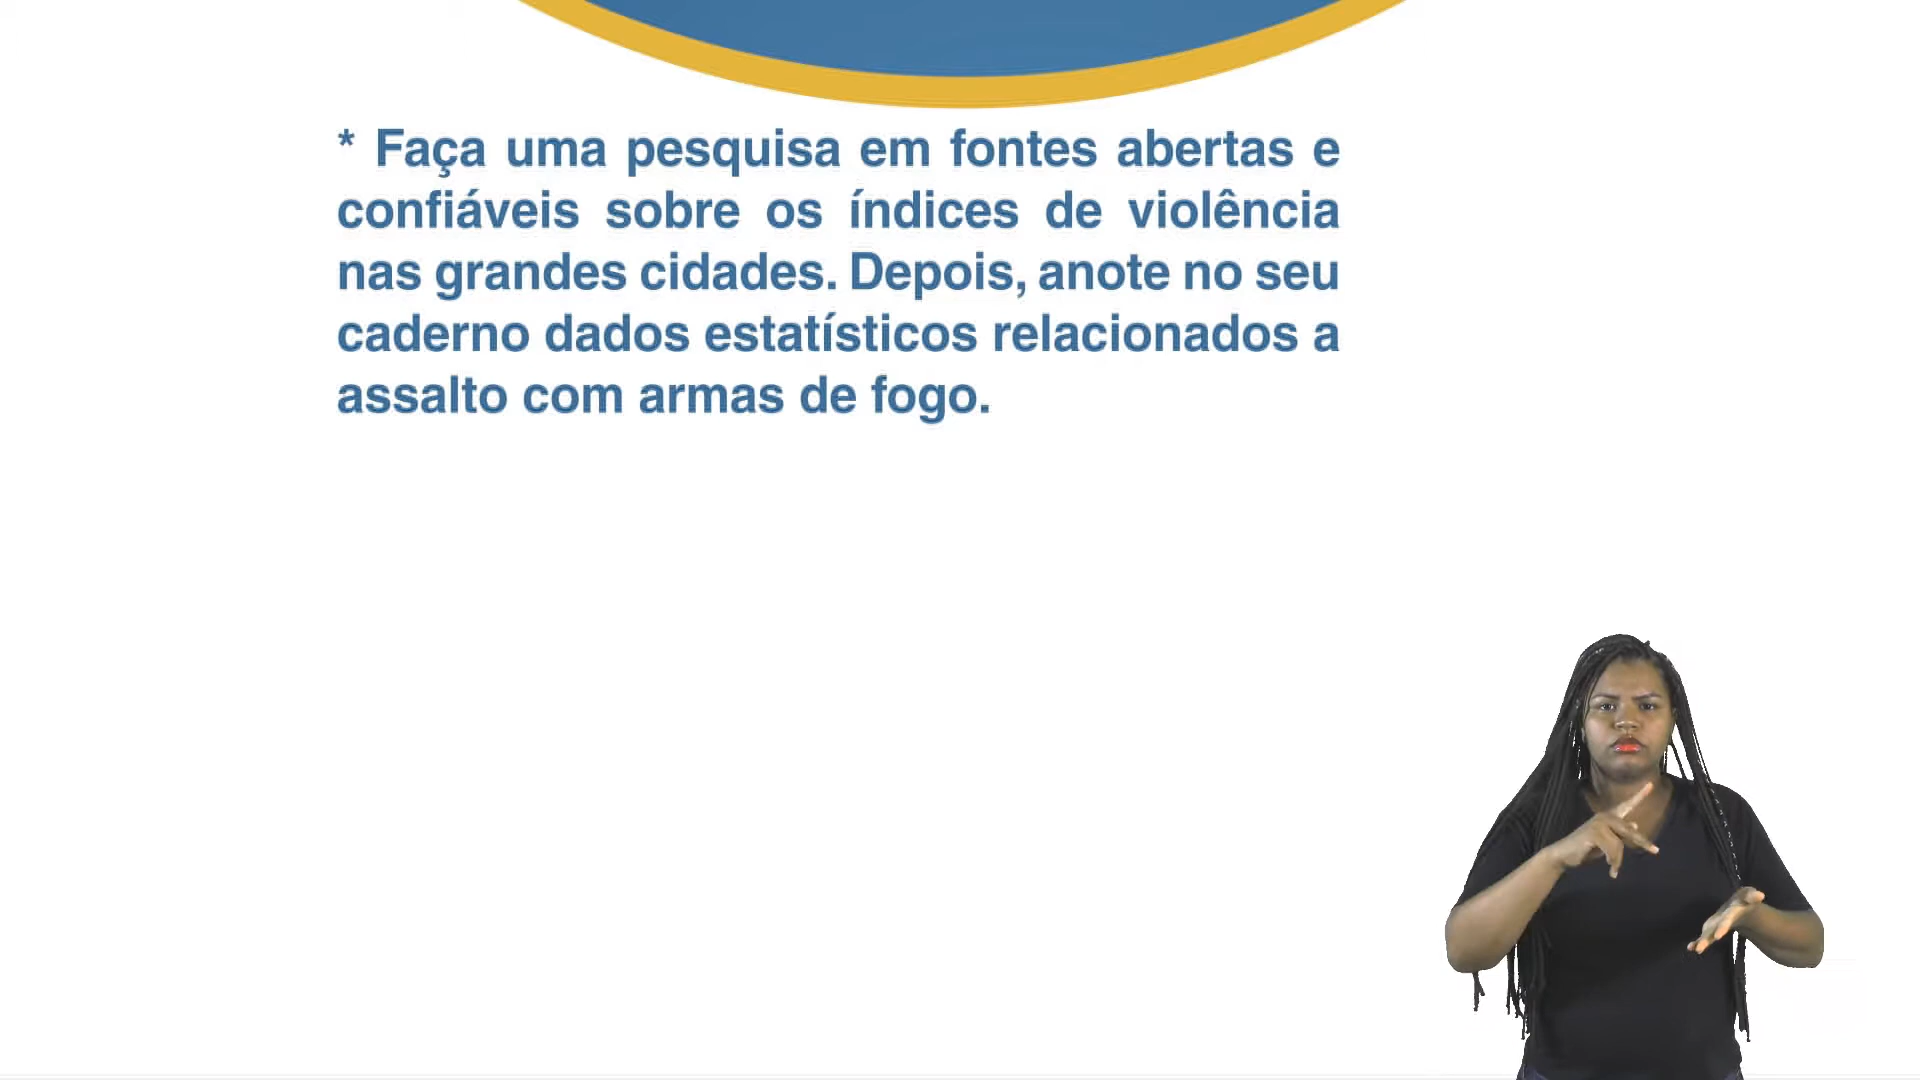 * Faça uma pesquisa em fontes abertas e
confiáveis sobre os índices de violência
nas grandes cidades. Depois, anote no seu
caderno dados estatísticos relacionados a
assalto com armas de fogo.